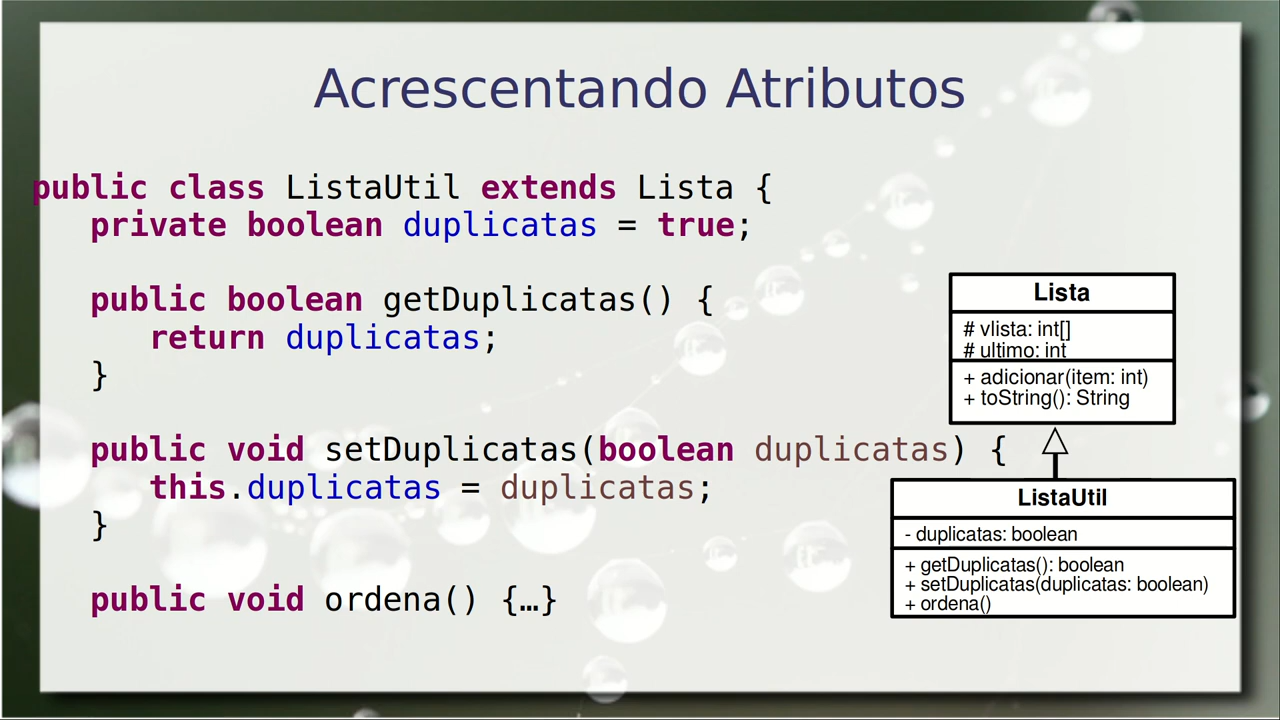 Acrescentando Atributos
public class ListaUtil extends Lista {
private boolean duplicatas = true;
public boolean getDuplicatas() {
return duplicatas;
}
public void setDuplicatas(boolean duplicatas) {
this.duplicatas = duplicatas;
}
public void ordena() {…}
Lista
# vlista: int[]
# ultimo: int
+ adicionar(item: int)
+ toString(): String
ListaUtil
- duplicatas: boolean
+ getDuplicatas(): boolean
+ setDuplicatas(duplicatas: boolean)
+ ordena()